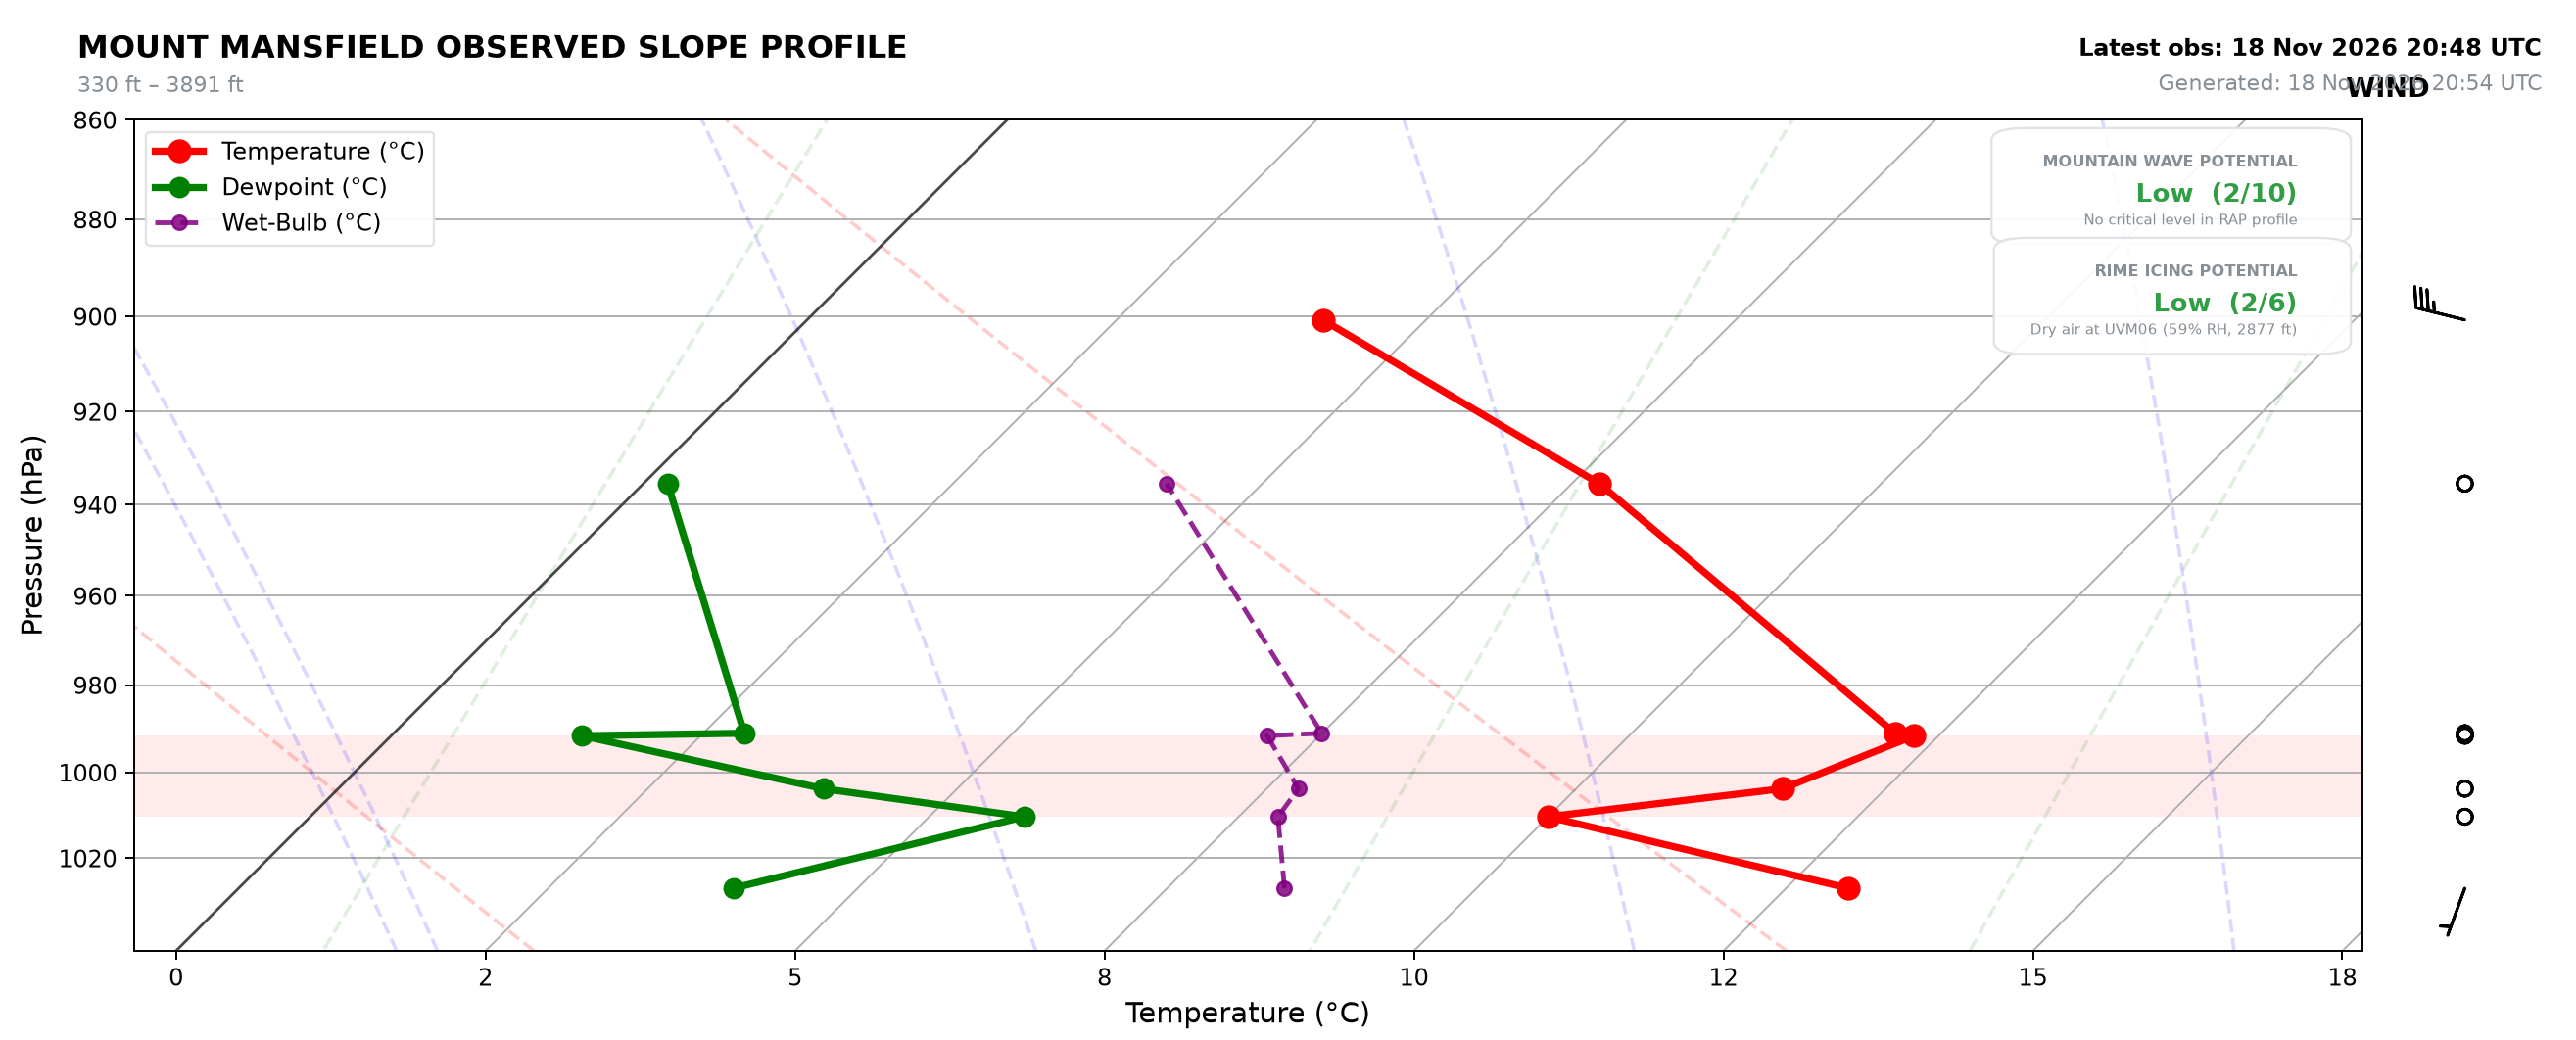 MOUNT MANSFIELD OBSERVED SLOPE PROFILE
330 ft – 3891 ft
Latest obs: 18 Nov 2026 20:48 UTC
Generated: 18 Nov 2026 20:54 UTC
WIND
Temperature (°C)
Dewpoint (°C)
Wet-Bulb (°C)
MOUNTAIN WAVE POTENTIAL
Low (2/10)
No critical level in RAP profile
RIME ICING POTENTIAL
Low (2/6)
Dry air at UVM06 (59% RH, 2877 ft)
Pressure (hPa)
860
880
900
920
940
960
980
1000
1020
0 2 5 8 10 12 15 18
Temperature (°C)